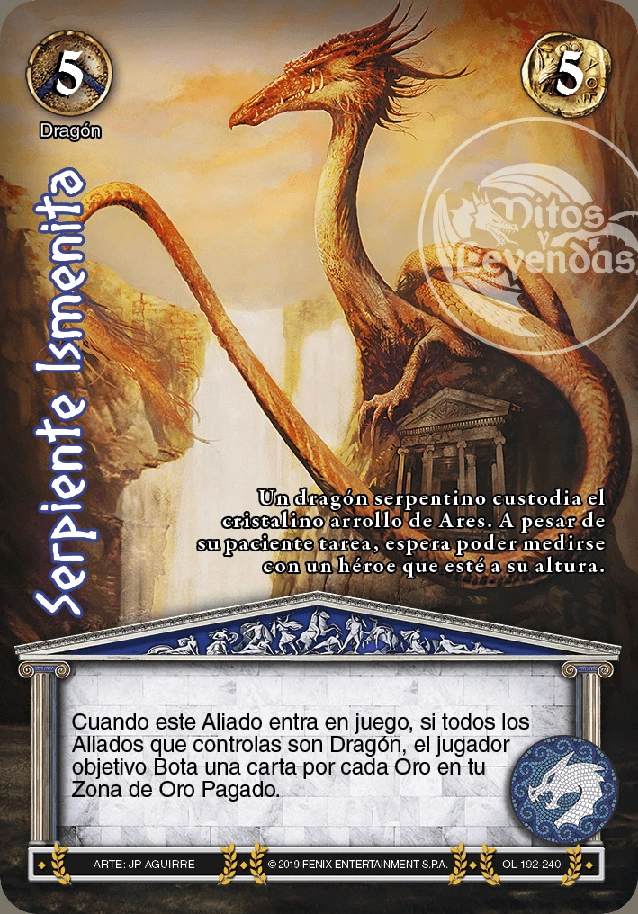 5
5
Dragón
Mitos
y
Leyendas
Serpiente Ismenita
Un dragón serpentino custodia el
cristalino arrollo de Ares. A pesar de
su paciente tarea, espera poder medirse
con un héroe que esté a su altura.
Cuando este Aliado entra en juego, si todos los
Aliados que controlas son Dragón, el jugador
objetivo Bota una carta por cada Oro en tu
Zona de Oro Pagado.
ARTE: JP AGUIRRE
© 2019 FENIX ENTERTAINMENT S.P.A.
OL 192-240